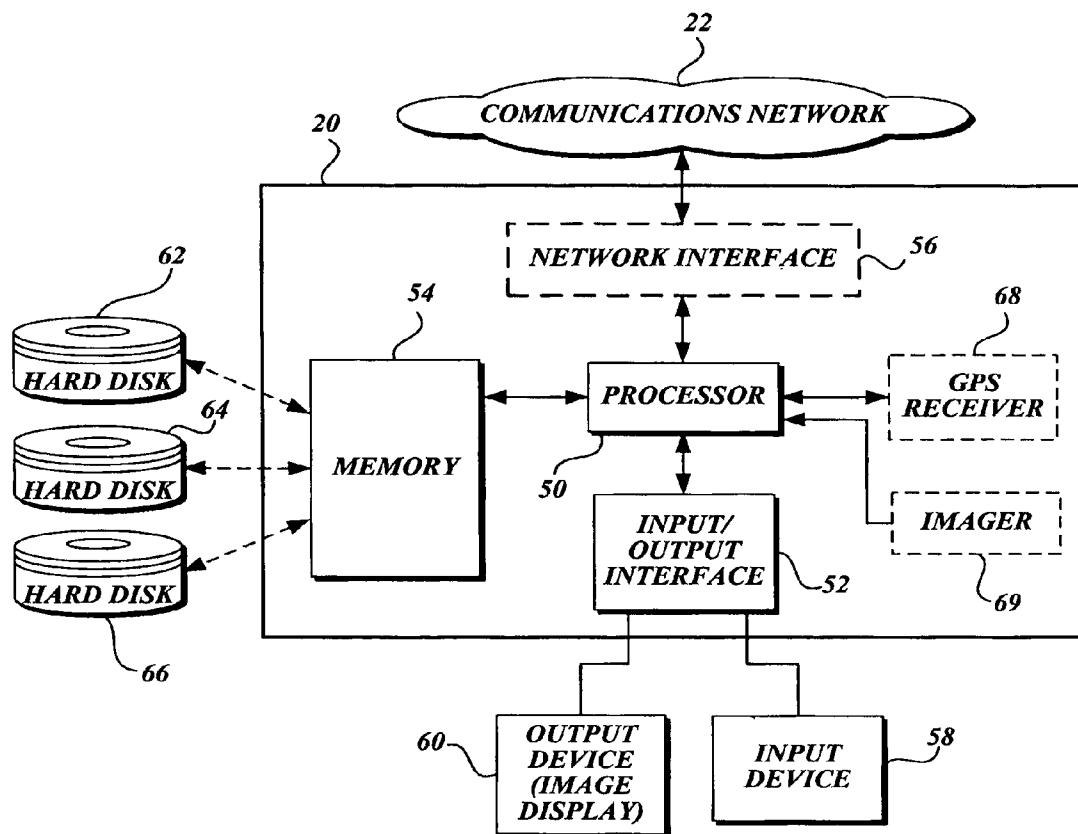 22
COMMUNICATIONS NETWORK
20
NETWORK INTERFACE
56
62
HARD DISK
54
68
GPS
RECEIVER
PROCESSOR
50
64
HARD DISK
MEMORY
INPUT/
OUTPUT
INTERFACE
52
IMAGER
69
HARD DISK
66
60
OUTPUT
DEVICE
(IMAGE
DISPLAY)
INPUT
DEVICE
58